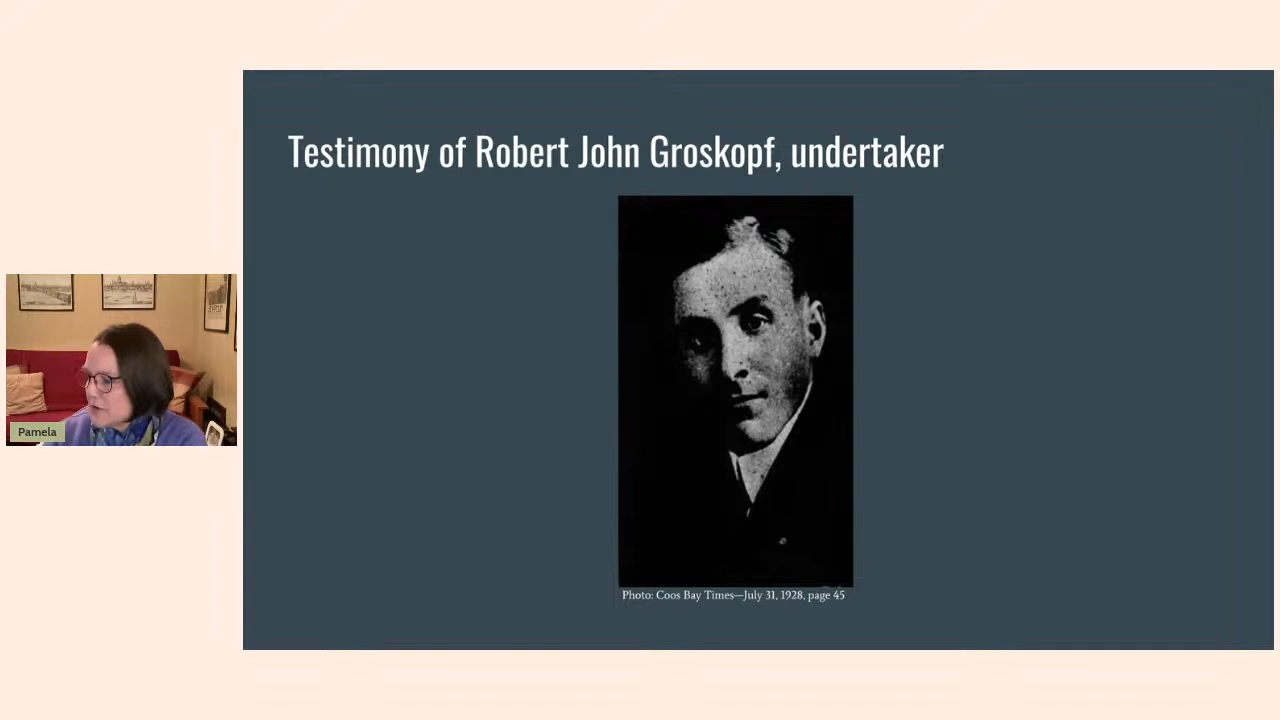 Testimony of Robert John Groskopf, undertaker
Pamela
Photo: Coos Bay Times—July 31, 1928, page 45